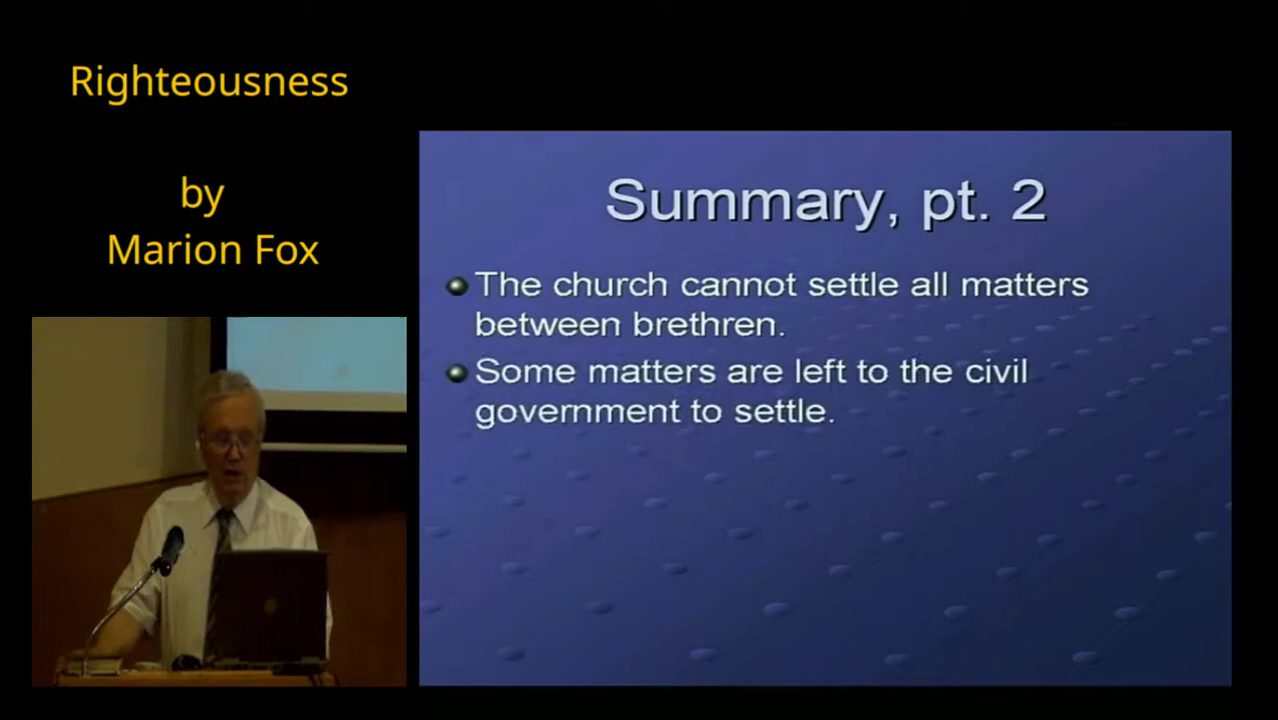 Righteousness
by
Marion Fox
Summary, pt. 2
The church cannot settle all matters
between brethren.
Some matters are left to the civil
government to settle.